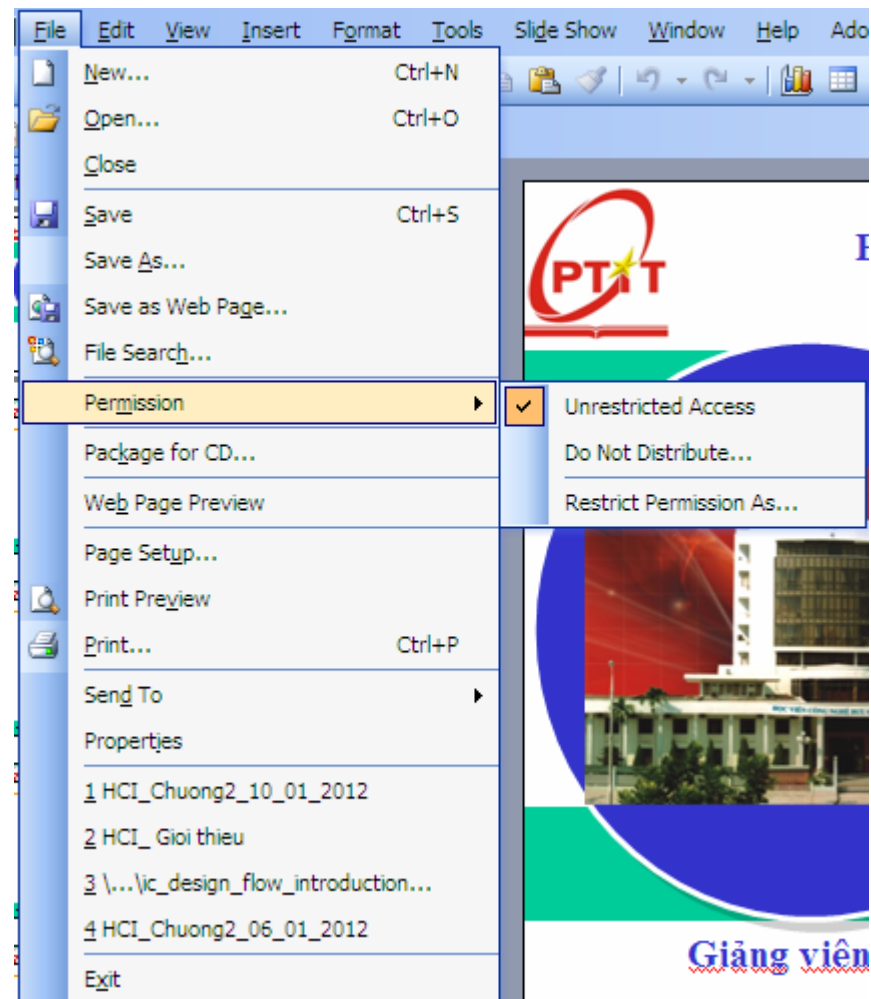 File Edit View Insert Format Tools Slide Show Window Help Ado
New... Ctrl+N
Open... Ctrl+O
Close
Save Ctrl+S
Save As...
Save as Web Page...
File Search...
Permission
Unrestricted Access
Do Not Distribute...
Restrict Permission As...
Package for CD...
Web Page Preview
Page Setup...
Print Preview
Print... Ctrl+P
Send To
Properties
1 HCI_Chuong2_10_01_2012
2 HCI_ Gioi thieu
3 \...\ic_design_flow_introduction...
4 HCI_Chuong2_06_01_2012
Exit
PTIT
Giảng viên